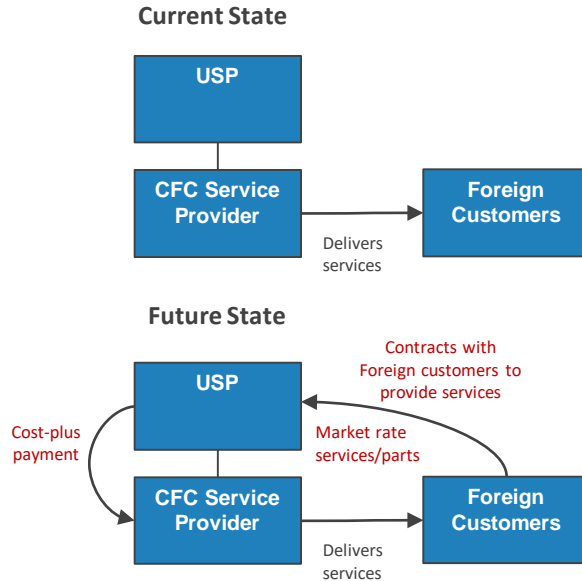 Current State
USP
CFC Service
Provider
Foreign
Customers
Delivers
services
Future State
Contracts with
Foreign customers to
provide services
USP
Cost-plus
payment
Market rate
services/parts
CFC Service
Provider
Foreign
Customers
Delivers
services